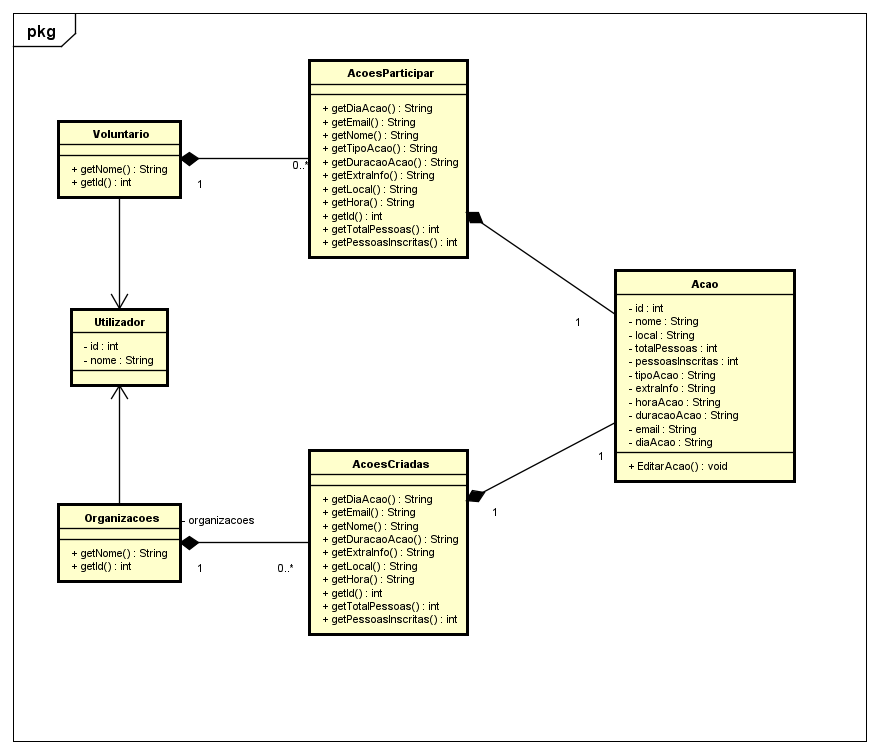 pkg
AcoesParticipar
+ getDiaAcao() : String
+ getEmail() : String
+ getNome() : String
+ getTipoAcao() : String
+ getDuracaoAcao() : String
+ getExtraInfo() : String
+ getLocal() : String
+ getHora() : String
+ getId() : int
+ getTotalPessoas() : int
+ getPessoasInscritas() : int
Voluntario
+ getNome() : String
+ getId() : int
1
0..*
Acao
- id : int
- nome : String
- local : String
- totalPessoas : int
- pessoasInscritas : int
- tipoAcao : String
- extraInfo : String
- horaAcao : String
- duracaoAcao : String
- email : String
- diaAcao : String
+ EditarAcao() : void
1
Utilizador
- id : int
- nome : String
AcoesCriadas
+ getDiaAcao() : String
+ getEmail() : String
+ getNome() : String
+ getDuracaoAcao() : String
+ getExtraInfo() : String
+ getLocal() : String
+ getHora() : String
+ getId() : int
+ getTotalPessoas() : int
+ getPessoasInscritas() : int
1
1
Organizacoes
+ getNome() : String
+ getId() : int
- organizacoes
1
0..*